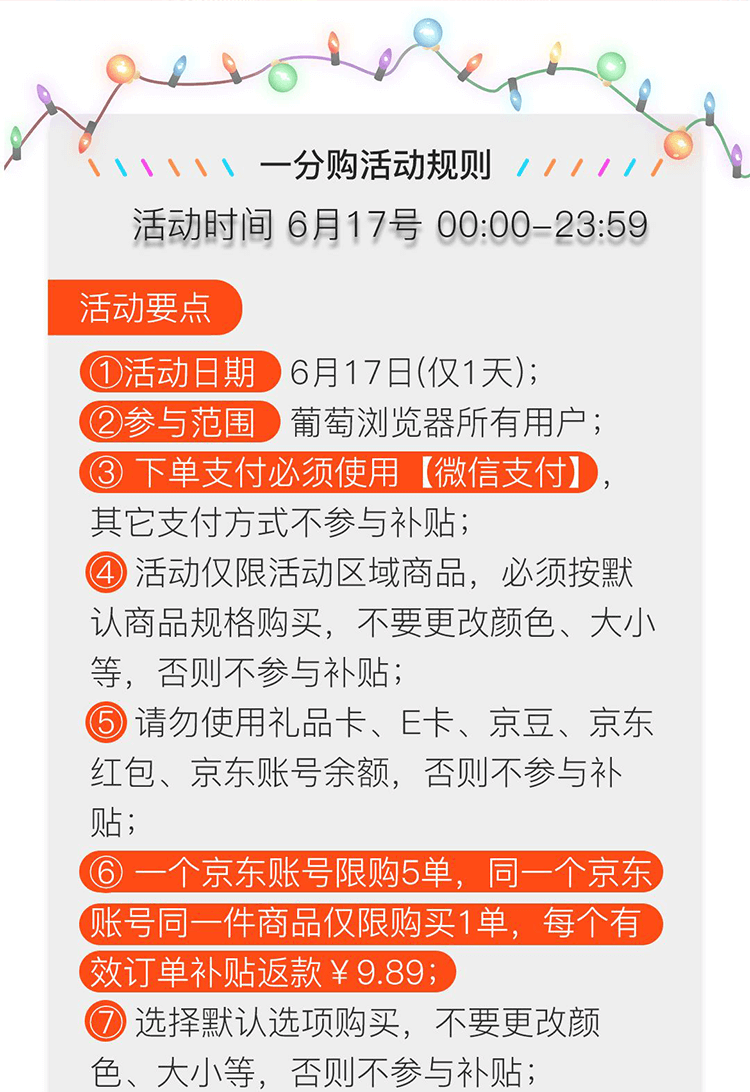 一分购活动规则
活动时间 6月17号 00:00-23:59
活动要点
①活动日期 6月17日(仅1天)；
②参与范围 葡萄浏览器所有用户；
③ 下单支付必须使用【微信支付】，
其它支付方式不参与补贴；
④ 活动仅限活动区域商品，必须按默
认商品规格购买，不要更改颜色、大小
等，否则不参与补贴；
⑤ 请勿使用礼品卡、E卡、京豆、京东
红包、京东账号余额，否则不参与补
贴；
⑥ 一个京东账号限购5单，同一个京东
账号同一件商品仅限购买1单，每个有
效订单补贴返款￥9.89；
⑦ 选择默认选项购买，不要更改颜
色、大小等，否则不参与补贴；